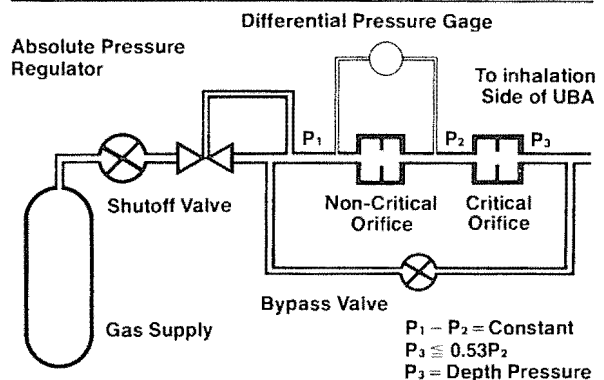 Differential Pressure Gage
Absolute Pressure
Regulator
To inhalation
Side of UBA
P₁
P₂
P₃
Shutoff Valve
Non-Critical
Orifice
Critical
Orifice
Bypass Valve
Gas Supply
P₁ – P₂ = Constant
P₃ ≦ 0.53P₂
P₃ = Depth Pressure